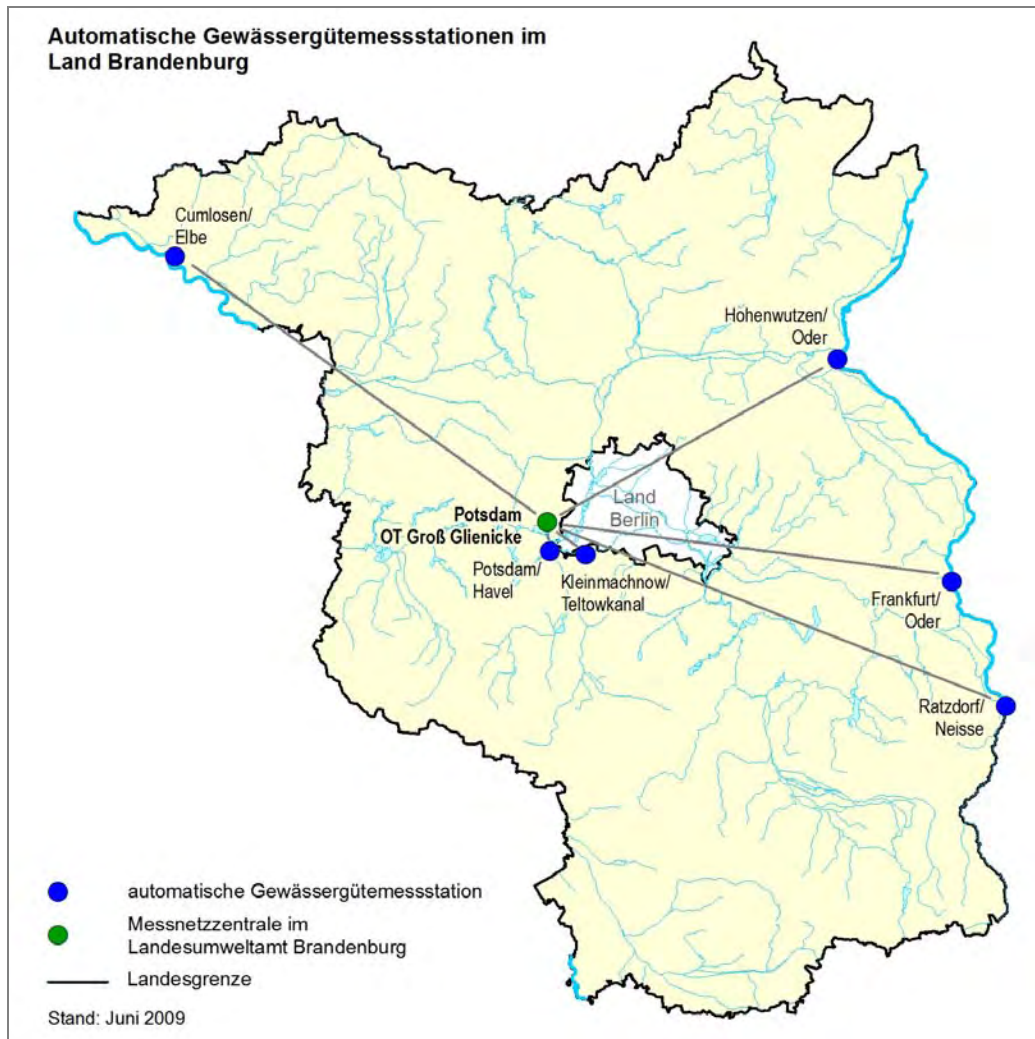 Automatische Gewässergütemessstationen im
Land Brandenburg
Cumlosen/
Elbe
Hohenwutzen/
Oder
Land
Berlin
Potsdam
OT Groß Glienicke
Potsdam/
Havel
Kleinmachnow/
Teltowkanal
Frankfurt/
Oder
Ratzdorf/
Neisse
automatische Gewässergütemessstation
Messnetzzentrale im
Landesumweltamt Brandenburg
Landesgrenze
Stand: Juni 2009